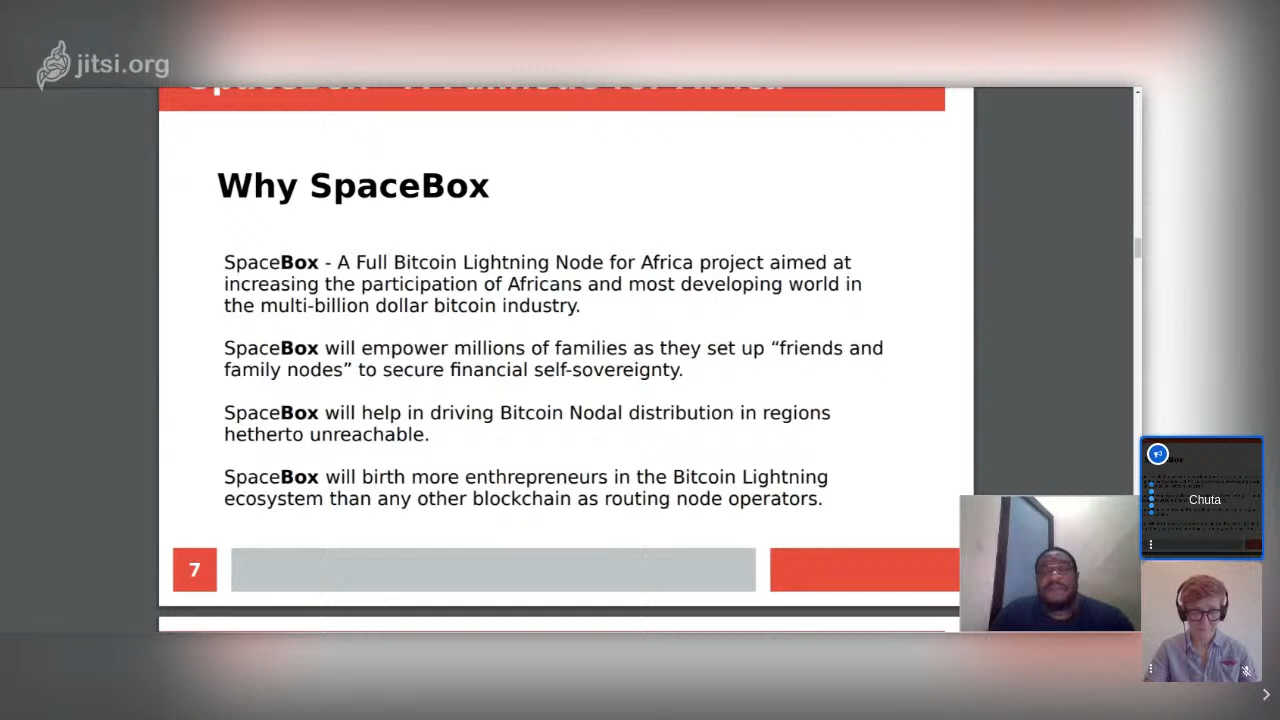 jitsi.org
SpaceBox - A Fullnode for Africa
Why SpaceBox
SpaceBox - A Full Bitcoin Lightning Node for Africa project aimed at
increasing the participation of Africans and most developing world in
the multi-billion dollar bitcoin industry.
SpaceBox will empower millions of families as they set up “friends and
family nodes” to secure financial self-sovereignty.
SpaceBox will help in driving Bitcoin Nodal distribution in regions
hetherto unreachable.
SpaceBox will birth more enthrepreneurs in the Bitcoin Lightning
ecosystem than any other blockchain as routing node operators.
7
Chuta